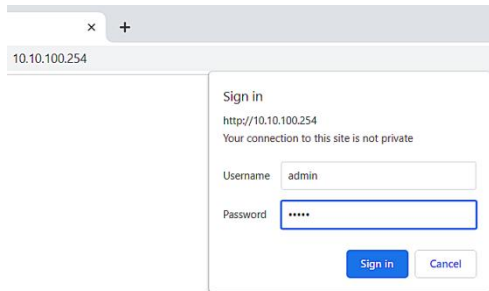 10.10.100.254
Sign in
http://10.10.100.254
Your connection to this site is not private
Username admin
Password •••••
Sign in Cancel